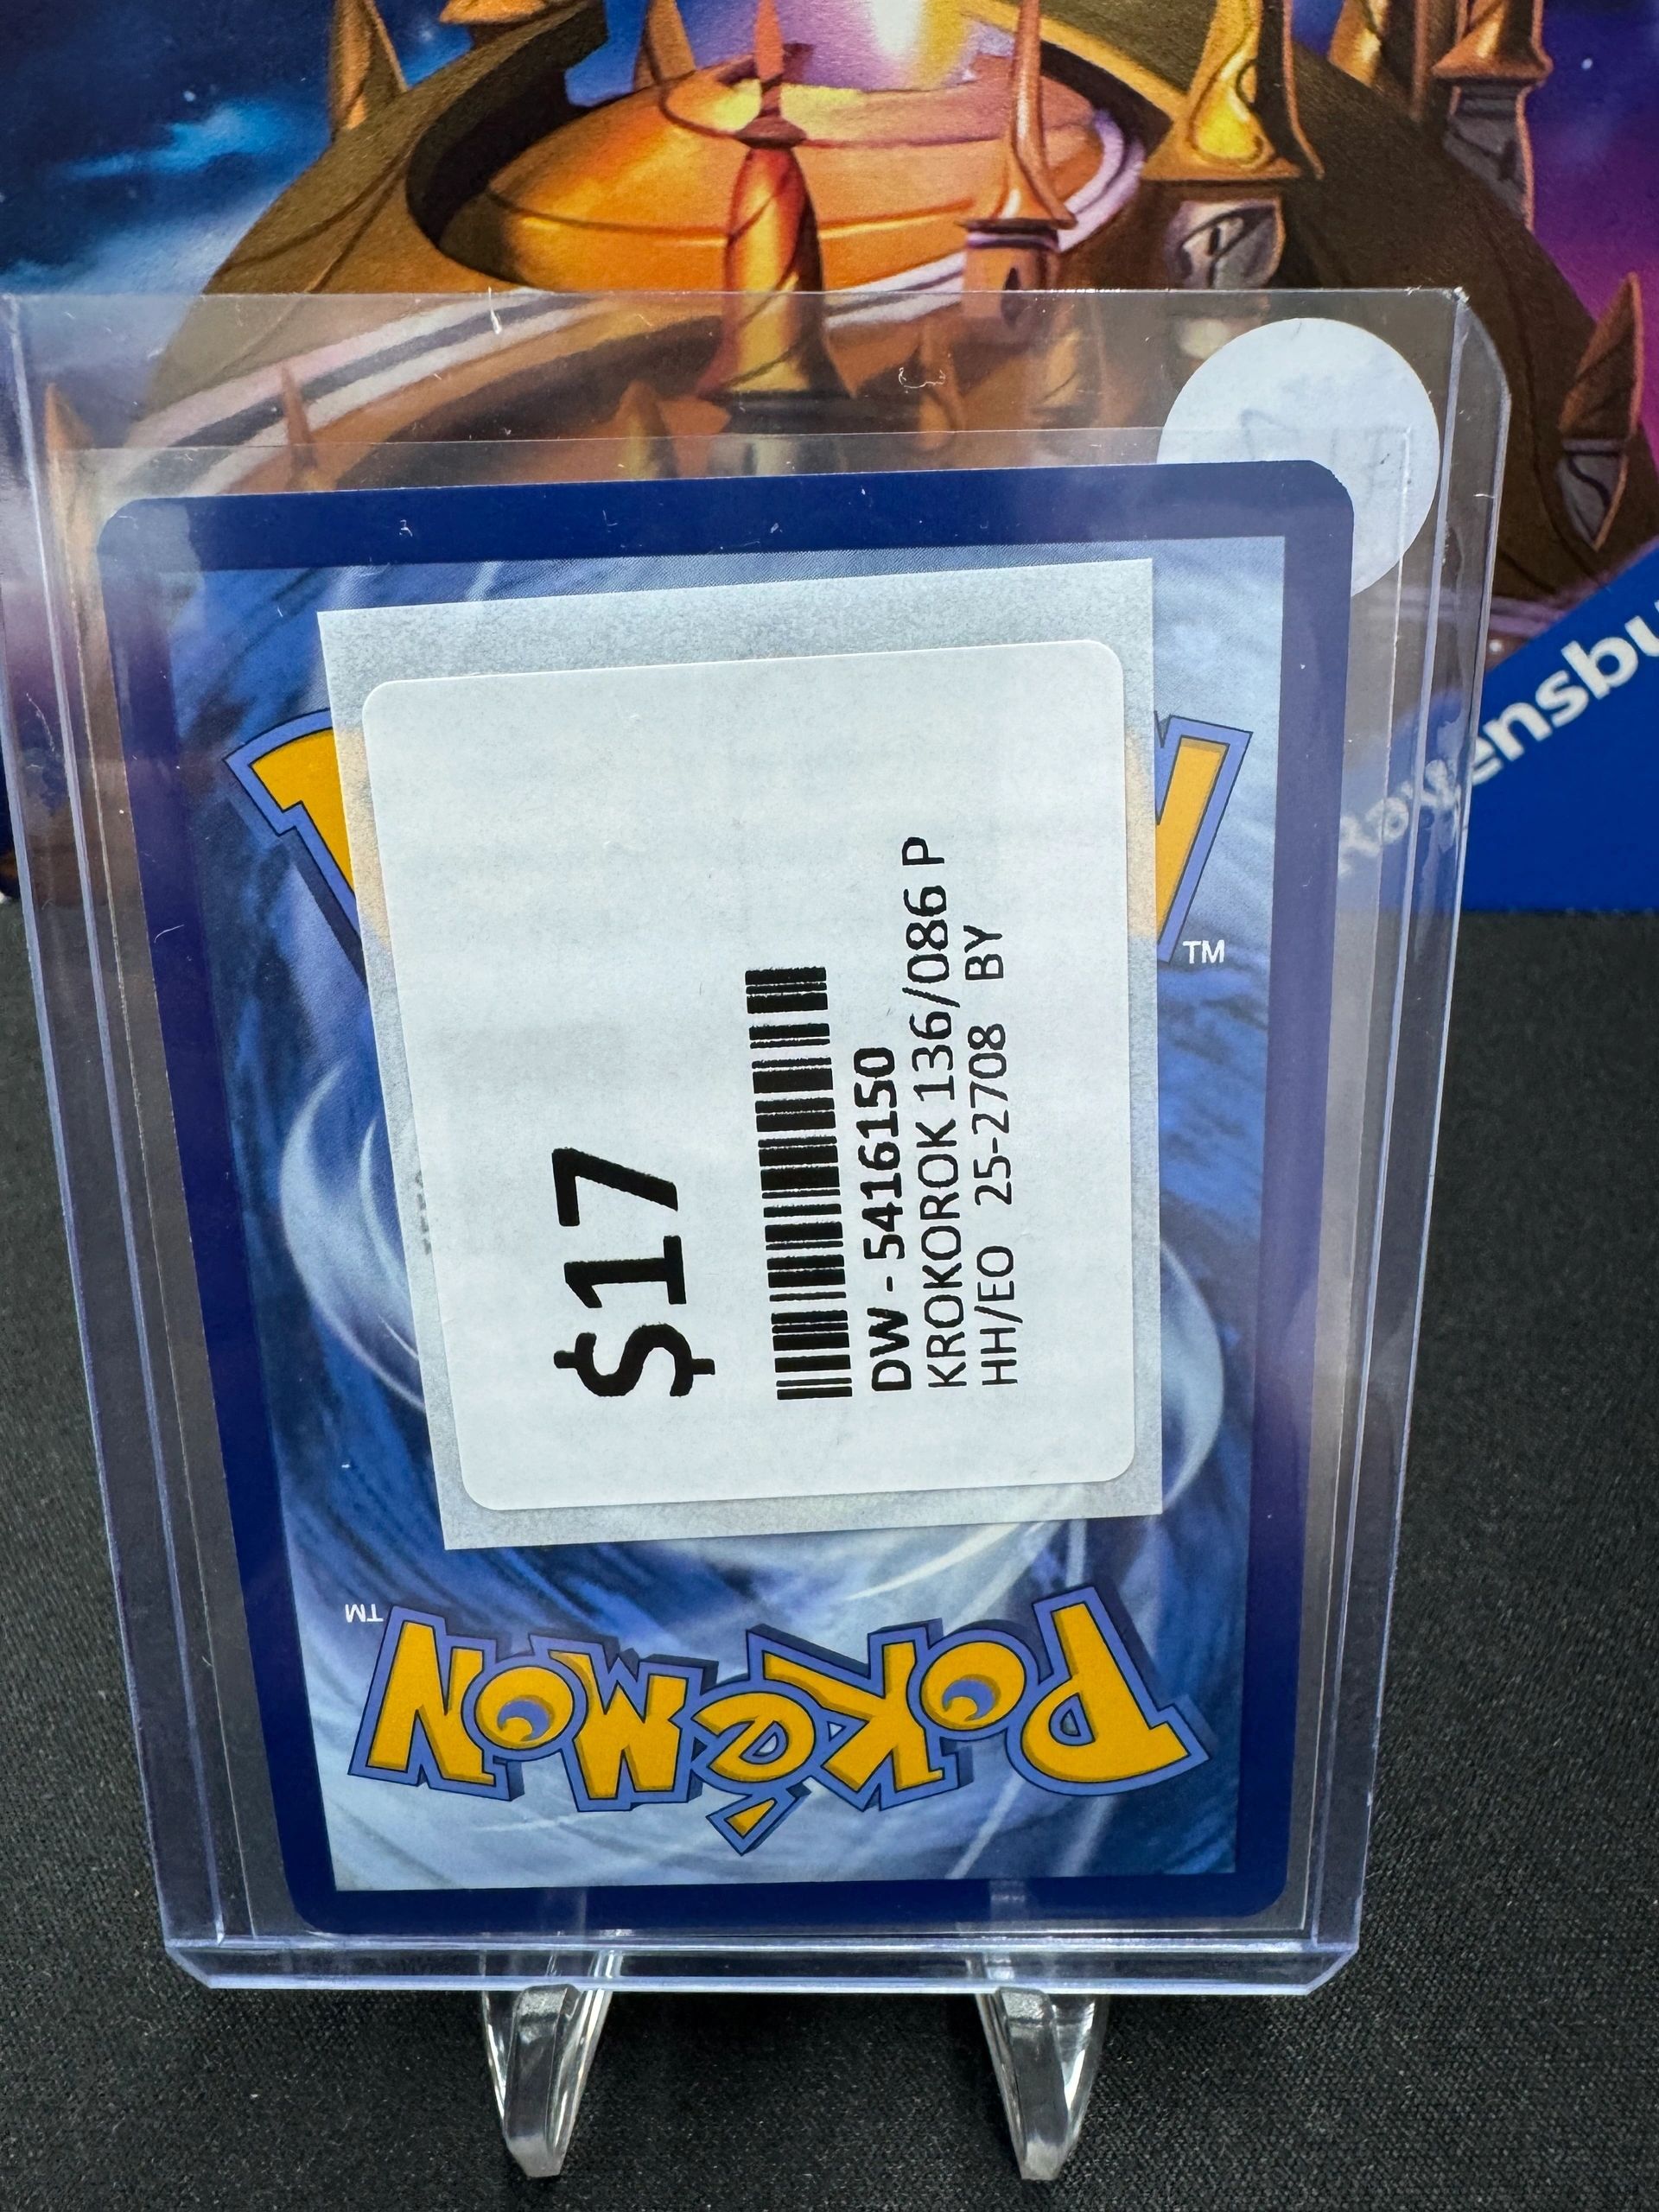 $17
DW - 5416150
KROKOROK 136/086 P
HH/EO 25-2708 BY
TM
POKéMON
TM